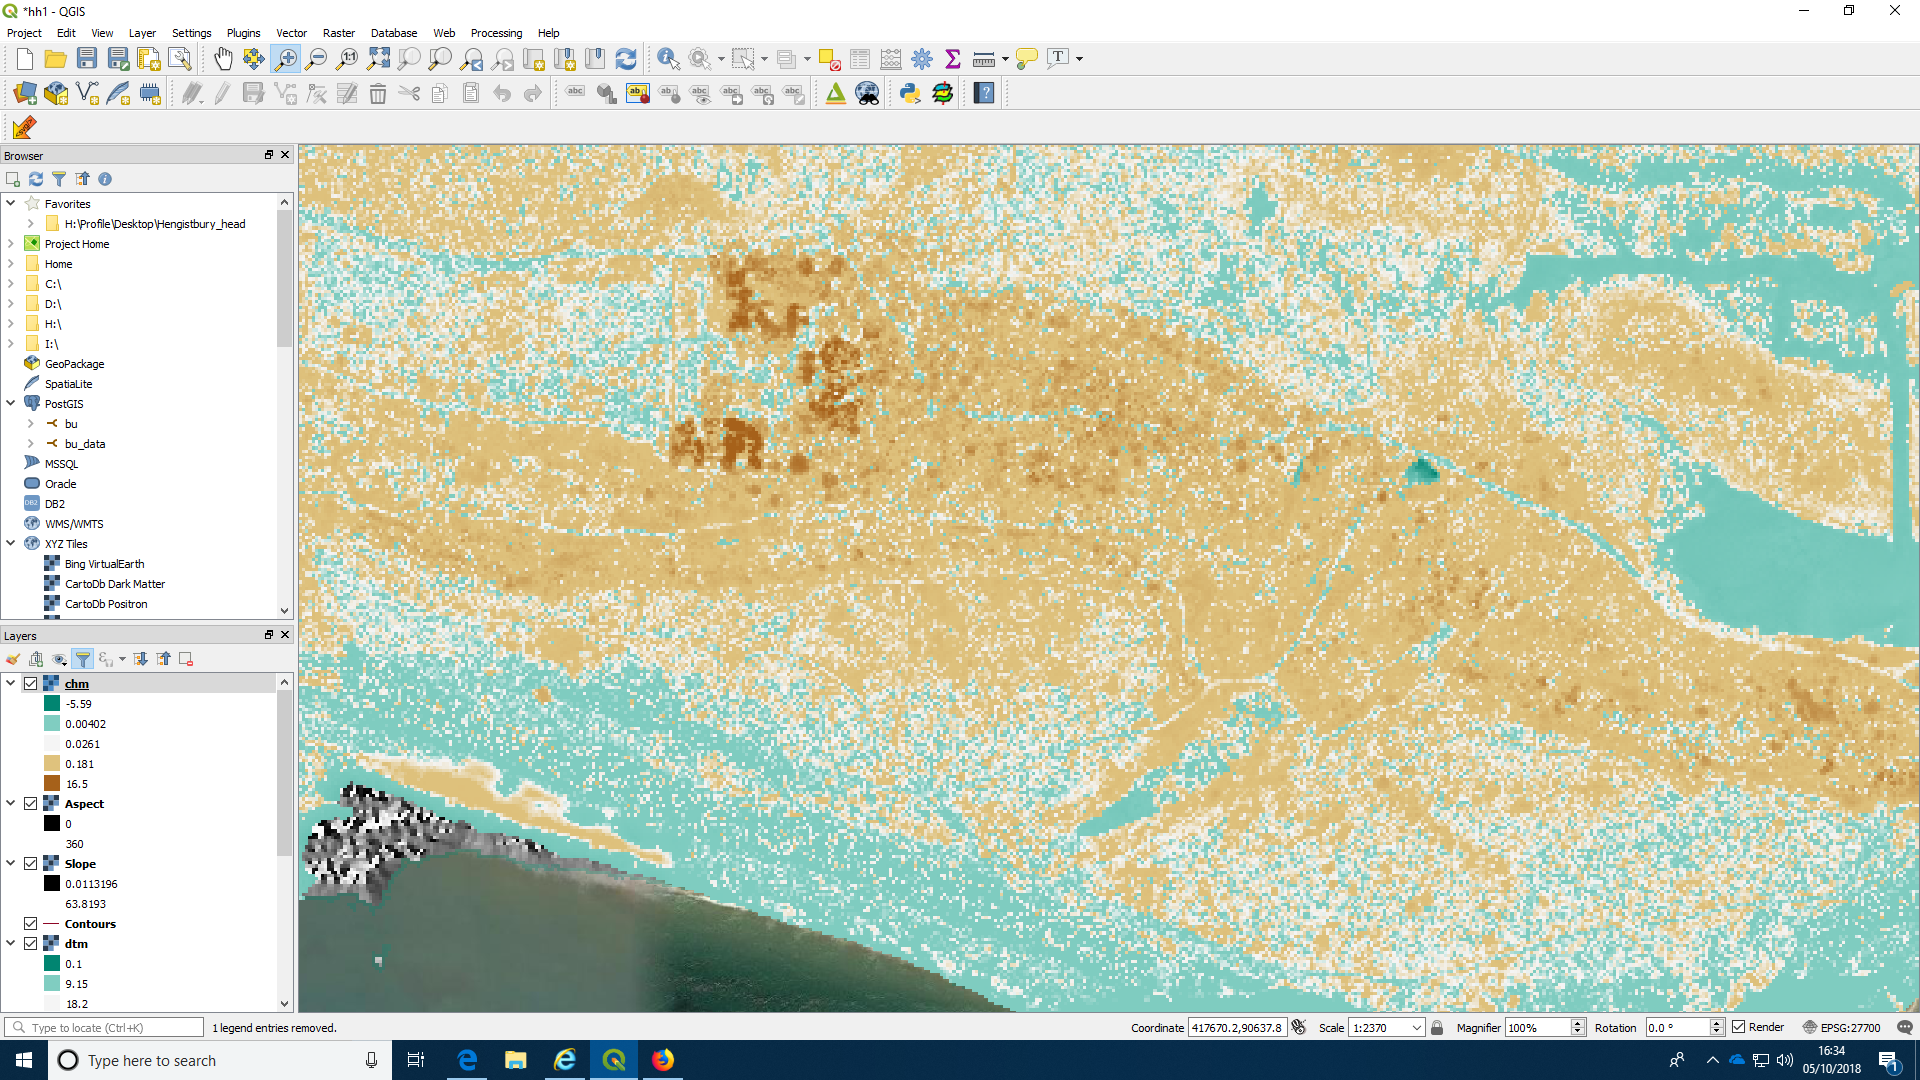 *hh1 - QGIS
Project Edit View Layer Settings Plugins Vector Raster Database Web Processing Help
Browser
Favorites
H:\Profile\Desktop\Hengistbury_head
Project Home
Home
C:\
D:\
H:\
I:\
GeoPackage
SpatiaLite
PostGIS
bu
bu_data
MSSQL
Oracle
DB2
WMS/WMTS
XYZ Tiles
Bing VirtualEarth
CartoDb Dark Matter
CartoDb Positron
Layers
chm
-5.59
0.00402
0.0261
0.181
16.5
Aspect
0
360
Slope
0.0113196
63.8193
Contours
dtm
0.1
9.15
18.2
Type to locate (Ctrl+K) 1 legend entries removed. Coordinate 417670.2,90637.8 Scale 1:2370 Magnifier 100% Rotation 0.0 ° Render EPSG:27700
Type here to search
16:34
05/10/2018
1